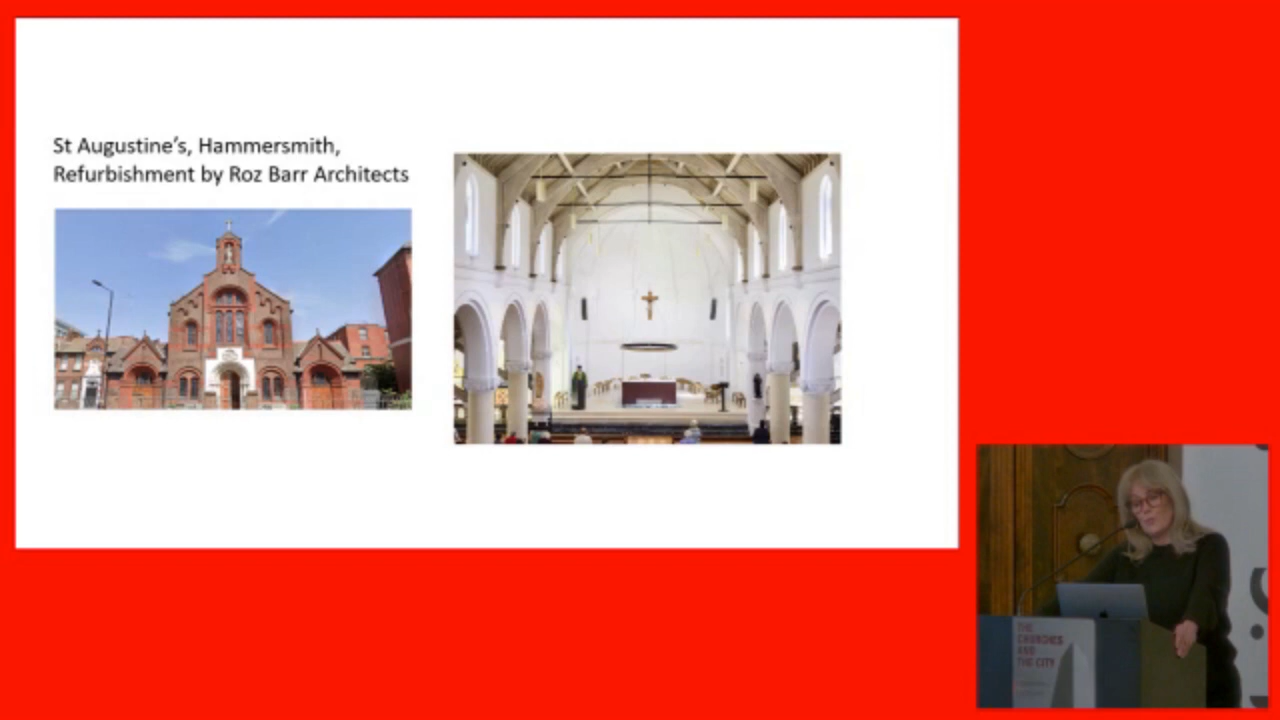 St Augustine's, Hammersmith,
Refurbishment by Roz Barr Architects
THE
CHURCHES
AND
THE CITY